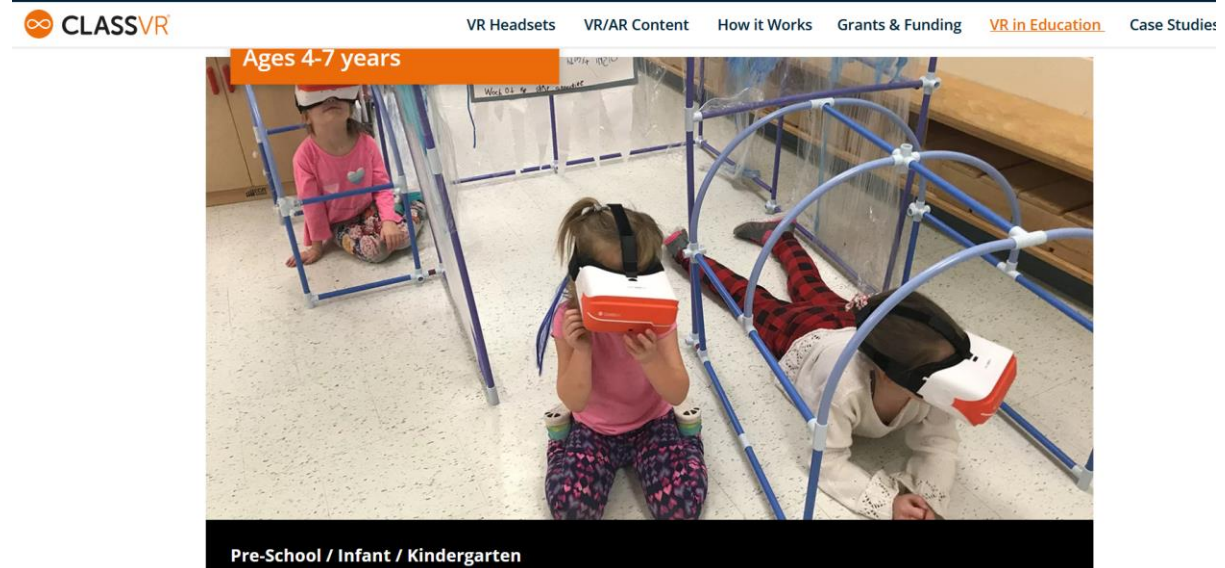 CLASSVR
VR Headsets VR/AR Content How it Works Grants & Funding VR in Education Case Studies
Ages 4-7 years
Pre-School / Infant / Kindergarten